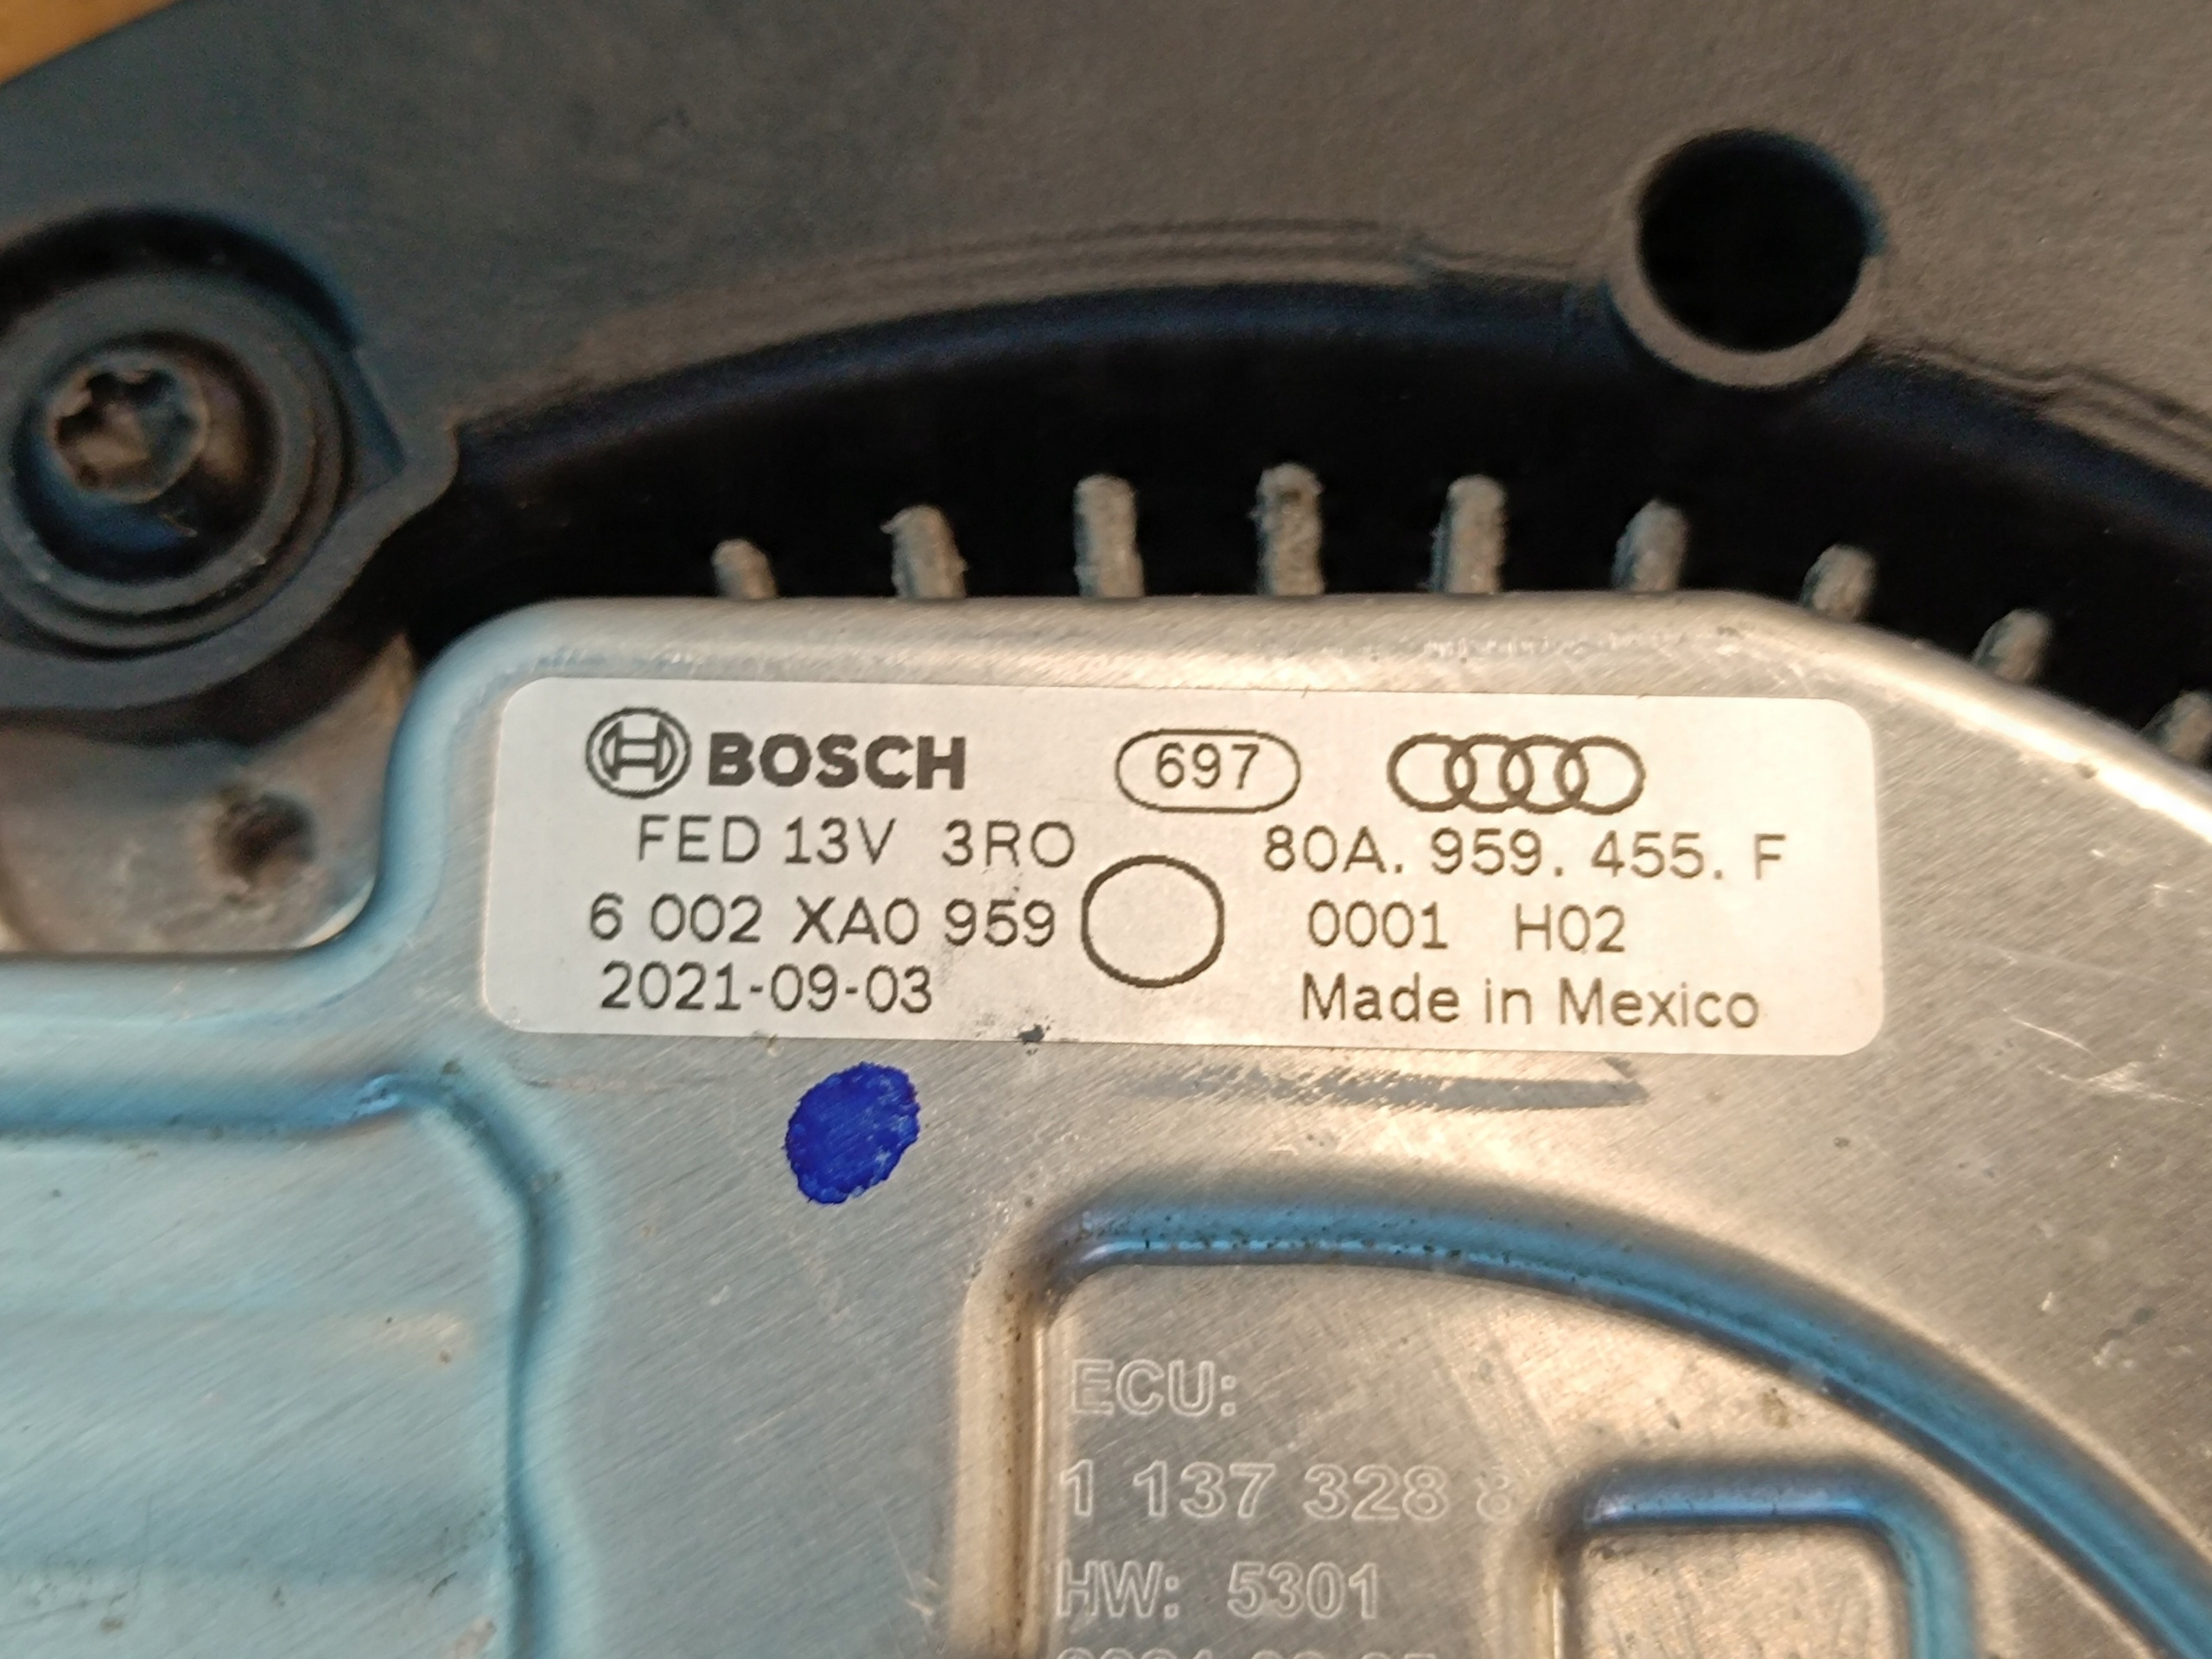 BOSCH 697
FED 13V 3RO 80A. 959. 455. F
6 002 XA0 959 0001 H02
2021-09-03 Made in Mexico
ECU:
1 137 328
HW: 5301